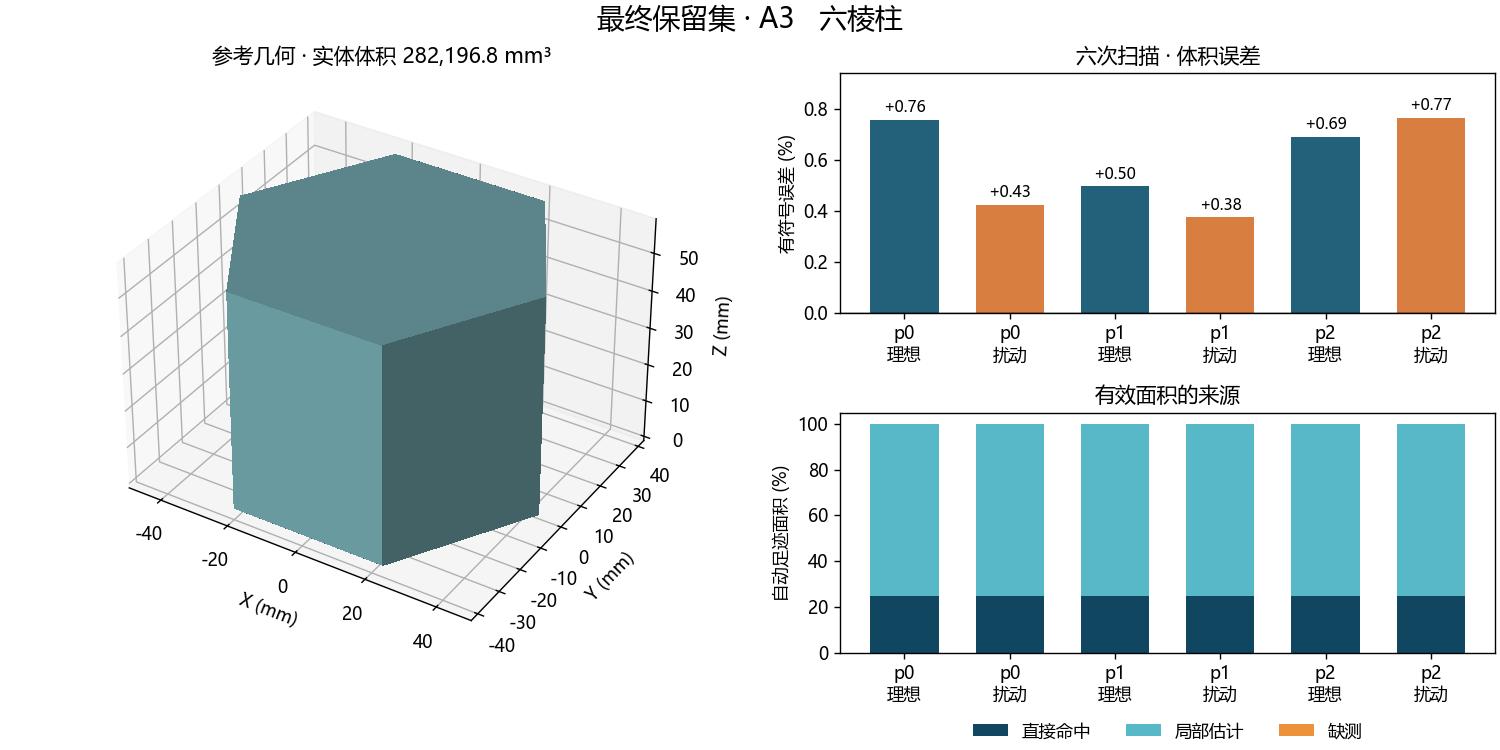 最终保留集 · A3 六棱柱
参考几何 · 实体体积 282,196.8 mm³
50
40
30
20
10
0
Z (mm)
-40
-20
0
20
40
X (mm)
40
30
20
10
0
-10
-20
-30
-40
Y (mm)
六次扫描 · 体积误差
有符号误差 (%)
0.8
0.6
0.4
0.2
0.0
+0.76
+0.43
+0.50
+0.38
+0.69
+0.77
p0 p0 p1 p1 p2 p2
理想 扰动 理想 扰动 理想 扰动
有效面积的来源
自动足迹面积 (%)
100
80
60
40
20
0
p0 p0 p1 p1 p2 p2
理想 扰动 理想 扰动 理想 扰动
直接命中 局部估计 缺测